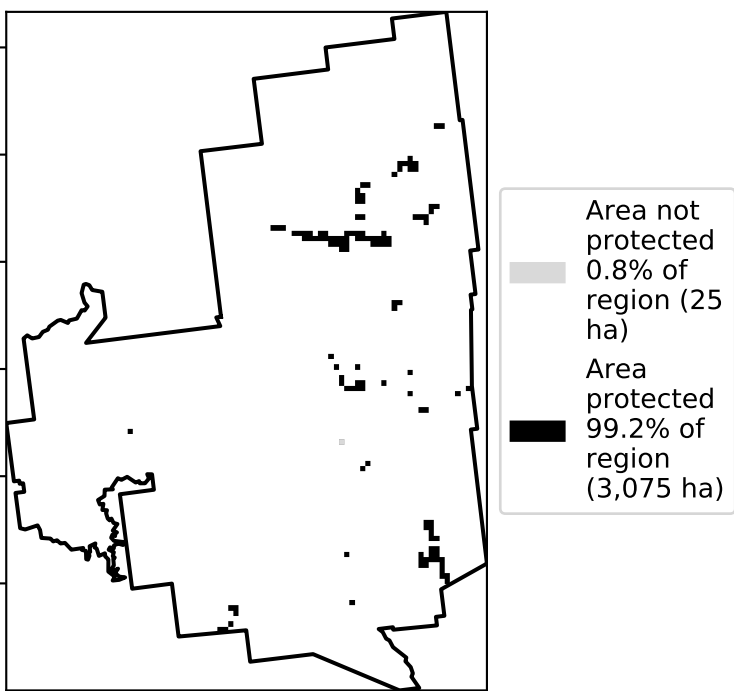 Area not
protected
0.8% of
region (25
ha)
Area
protected
99.2% of
region
(3,075 ha)